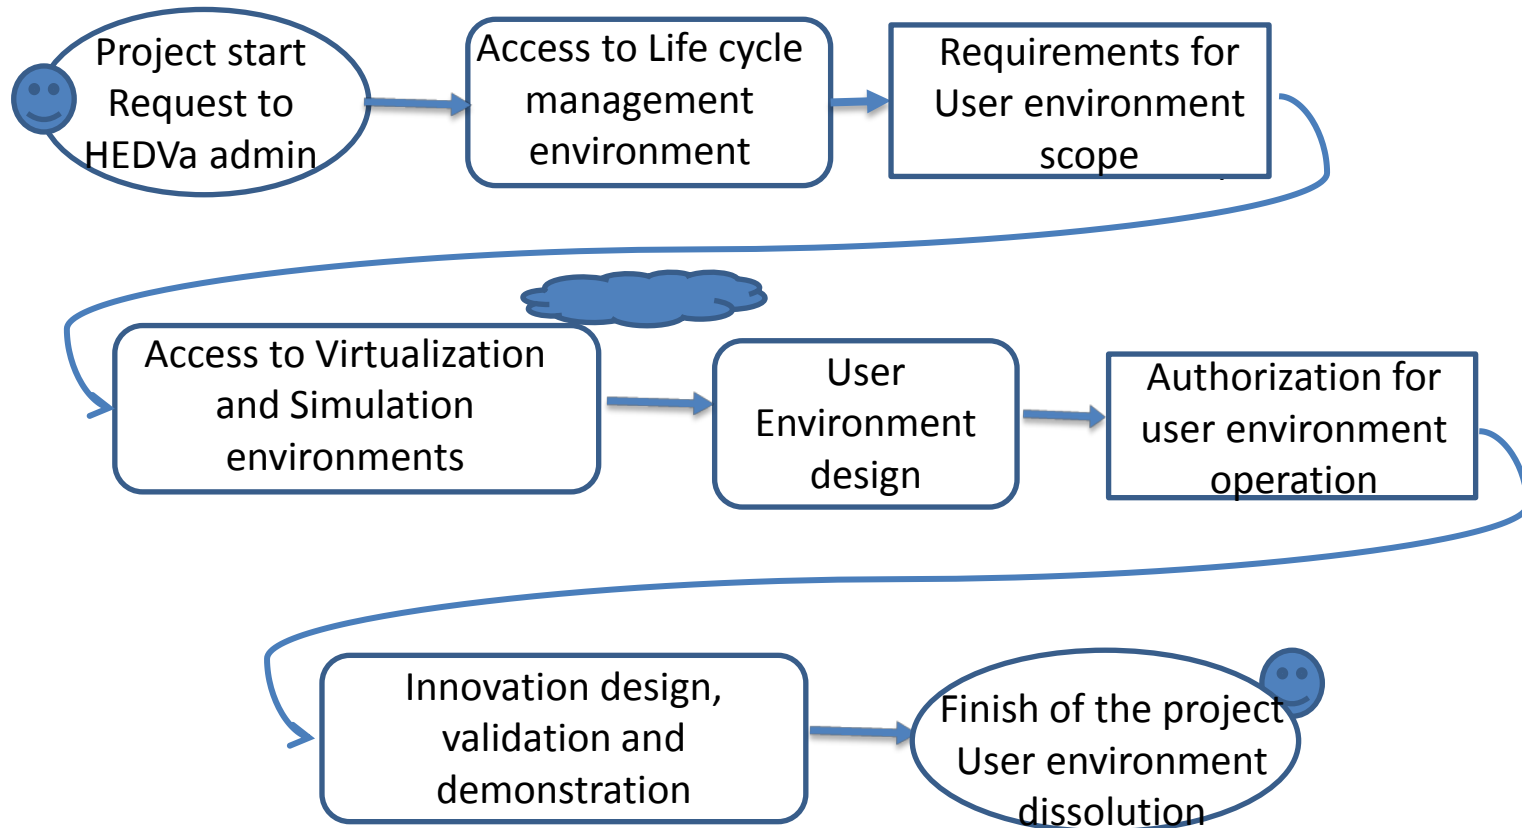 Project start
Request to
HEDVa admin
Access to Life cycle
management
environment
Requirements for
User environment
scope
Access to Virtualization
and Simulation
environments
User
Environment
design
Authorization for
user environment
operation
Innovation design,
validation and
demonstration
Finish of the project
User environment
dissolution